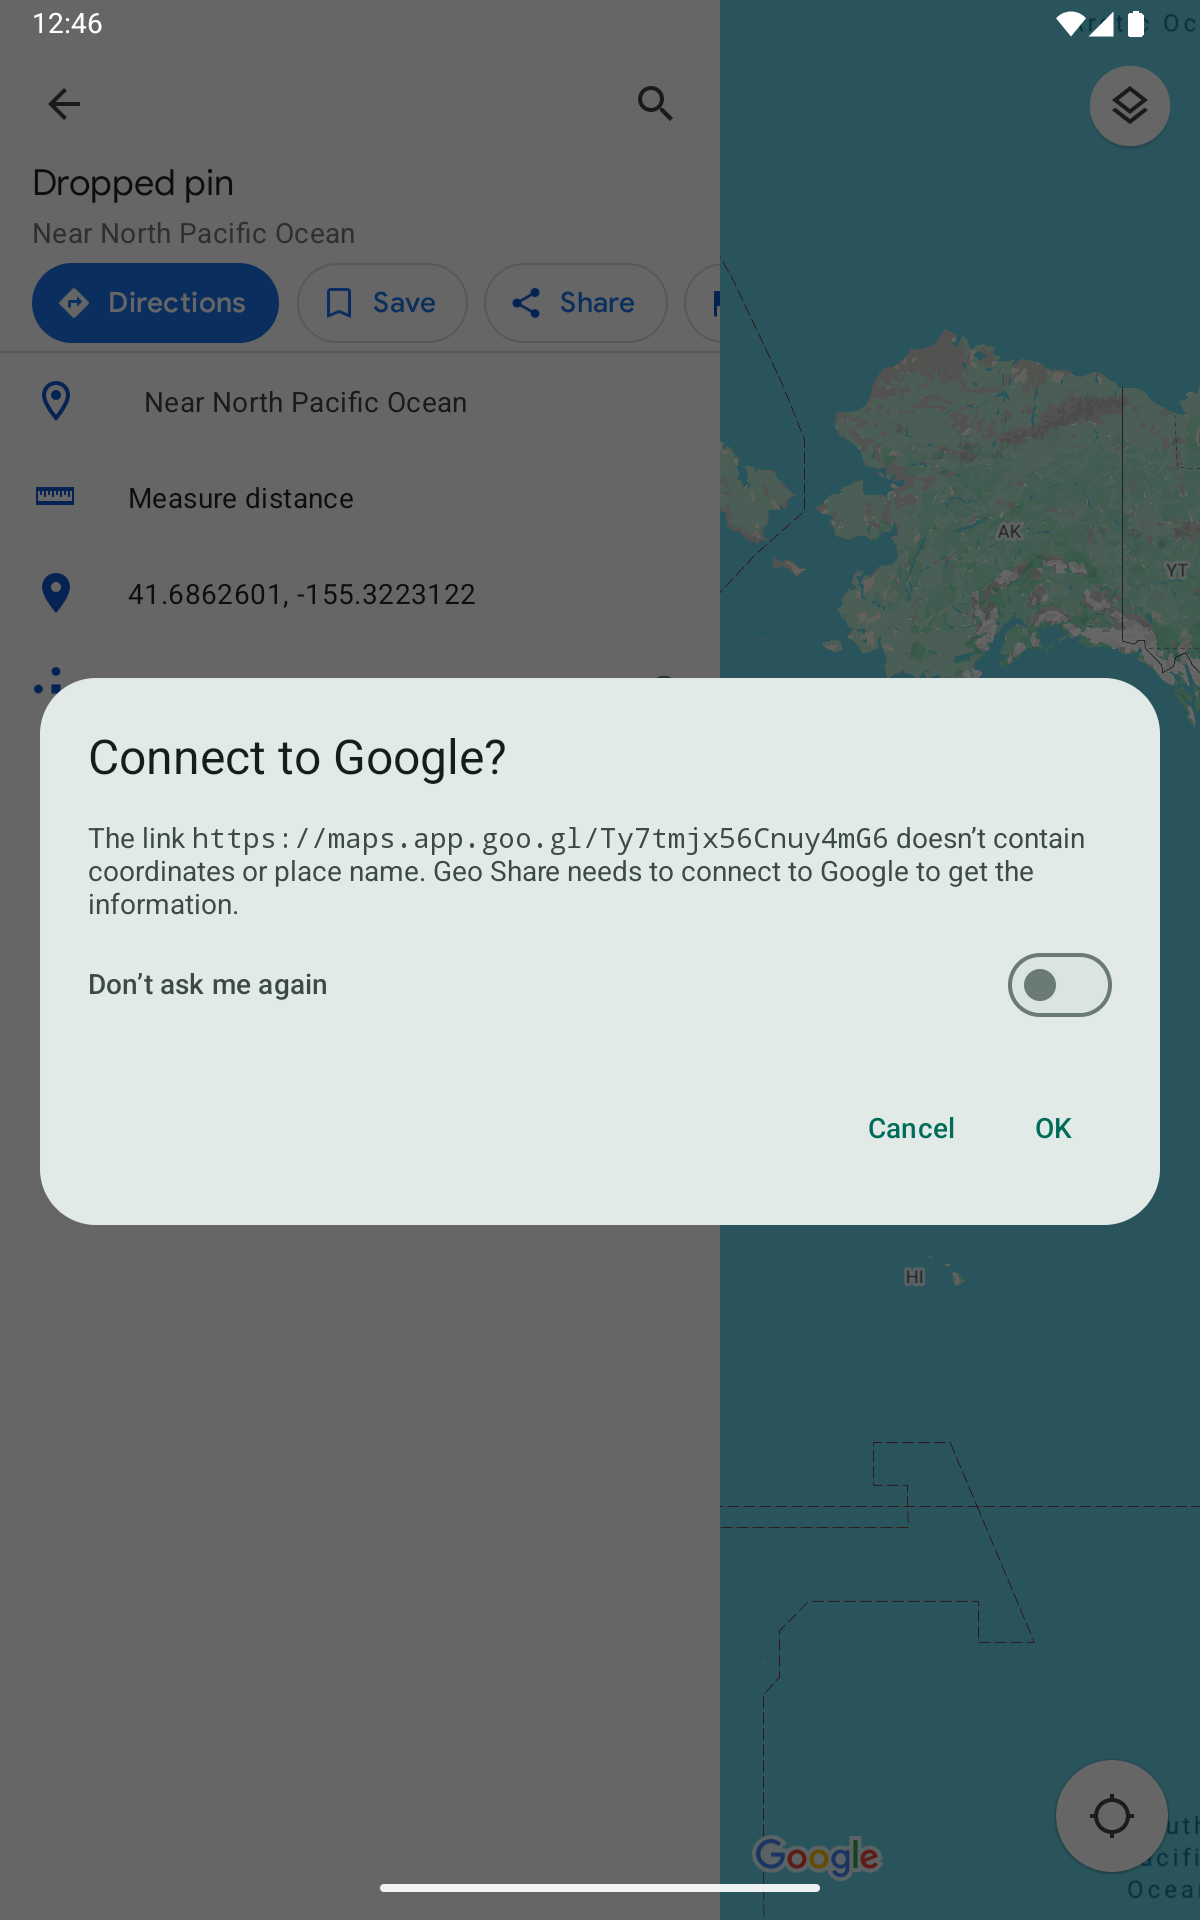 12:46
Dropped pin
Near North Pacific Ocean
Directions
Save
Share
Near North Pacific Ocean
Measure distance
41.6862601, -155.3223122
AK
YT
Connect to Google?
The link https://maps.app.goo.gl/Ty7tmjx56Cnuy4mG6 doesn’t contain
coordinates or place name. Geo Share needs to connect to Google to get the
information.
Don’t ask me again
Cancel
OK
HI
Google